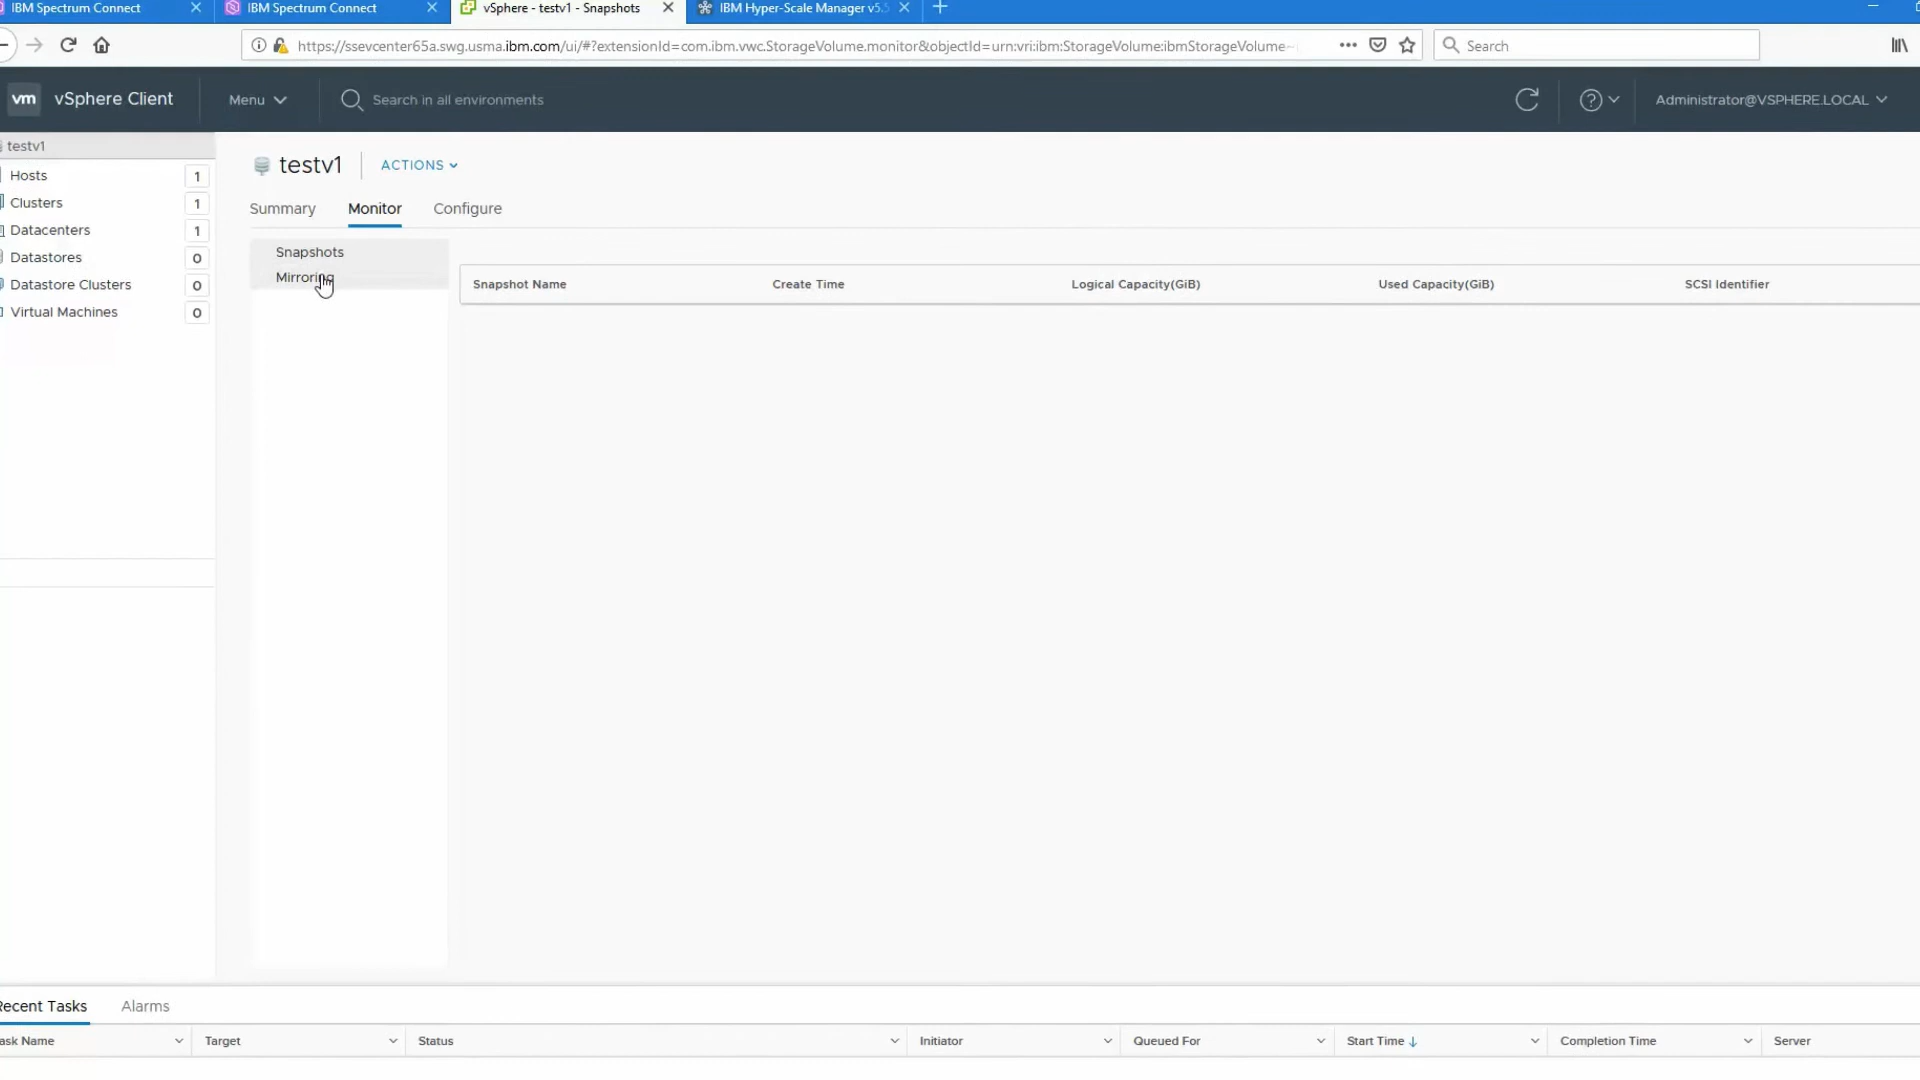 IBM Spectrum Connect
IBM Spectrum Connect
vSphere - testv1 - Snapshots
IBM Hyper-Scale Manager v5.5
https://ssevcenter65a.swg.usma.ibm.com/ui/#?extensionId=com.ibm.vwc.StorageVolume.monitor&objectId=urn:vri:ibm:StorageVolume:ibmStorageVolume~
Search
vm vSphere Client
Menu
Search in all environments
Administrator@VSPHERE.LOCAL
testv1
Hosts 1
Clusters 1
Datacenters 1
Datastores 0
Datastore Clusters 0
Virtual Machines 0
testv1
ACTIONS
Summary
Monitor
Configure
Snapshots
Mirroring
Snapshot Name
Create Time
Logical Capacity(GiB)
Used Capacity(GiB)
SCSI Identifier
Recent Tasks
Alarms
ask Name
Target
Status
Initiator
Queued For
Start Time ↓
Completion Time
Server